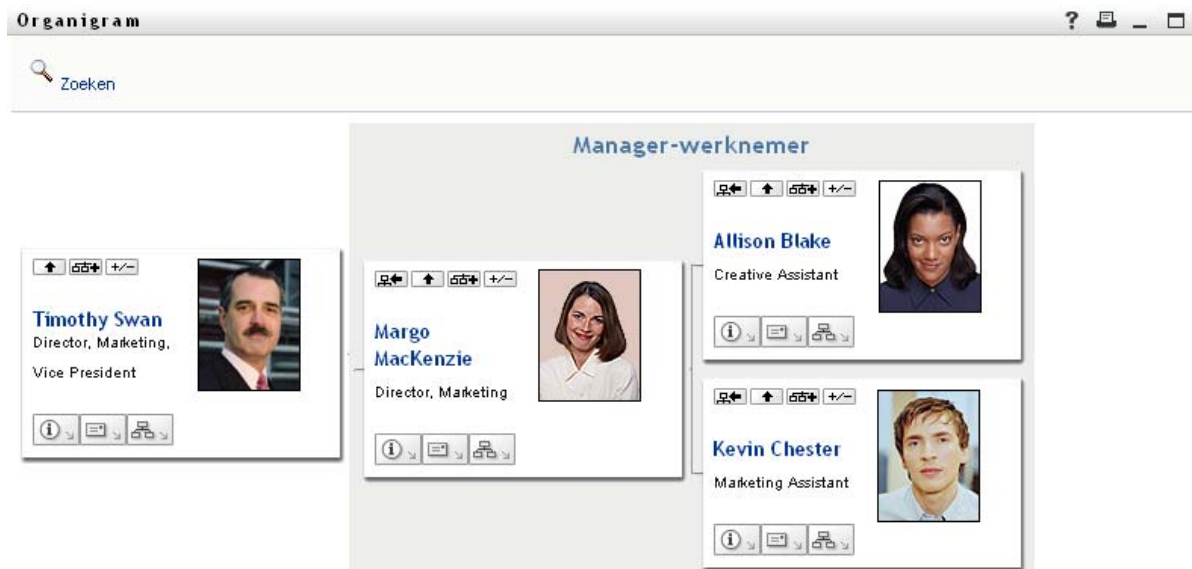 Organigram
Zoeken
Manager-werknemer
Timothy Swan
Director, Marketing,
Vice President
Margo
MacKenzie
Director, Marketing
Allison Blake
Creative Assistant
Kevin Chester
Marketing Assistant